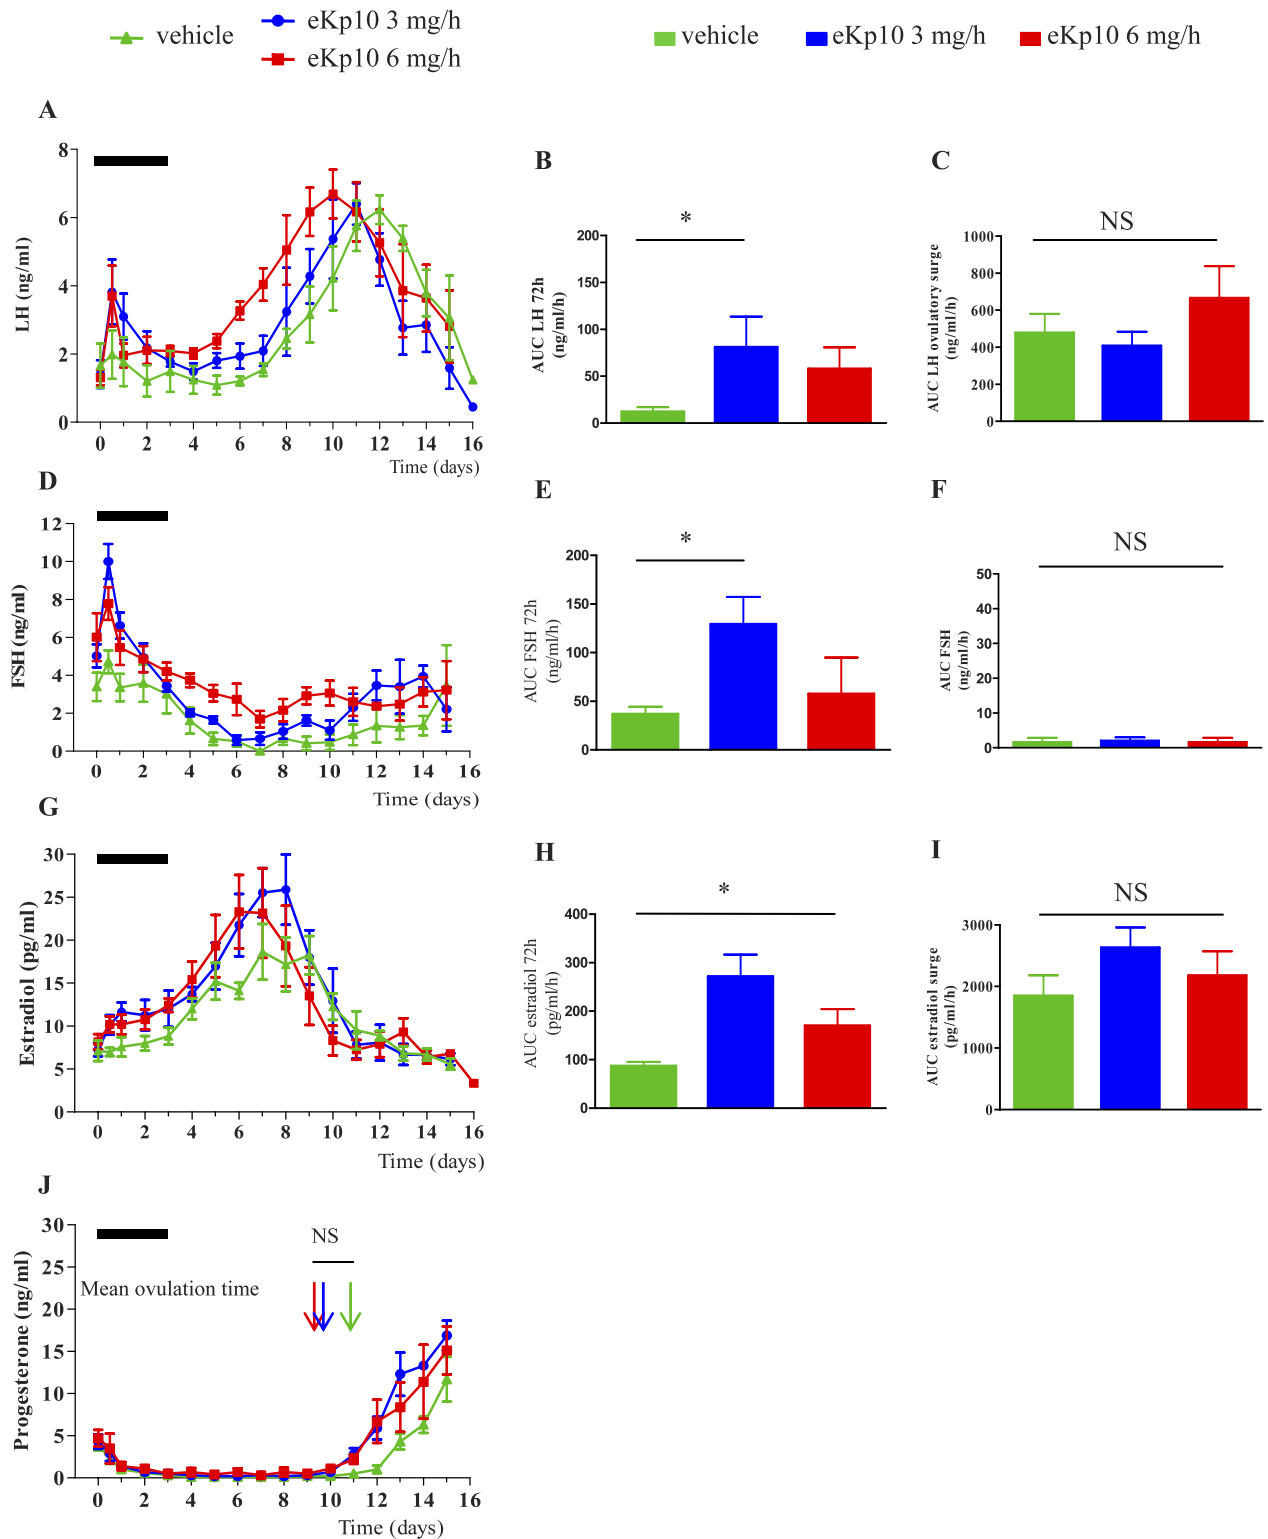 vehicle
eKp10 3 mg/h
eKp10 6 mg/h
vehicle
eKp10 3 mg/h
eKp10 6 mg/h
A
LH (ng/ml)
8
6
4
2
0
0 2 4 6 8 10 12 14 16
Time (days)
B
*
AUC LH 72h
(ng/ml/h)
200
150
100
50
0
C
NS
AUC LH ovulatory surge
(ng/ml/h)
1000
800
600
400
200
0
D
FSH (ng/ml)
12
10
8
6
4
2
0
0 2 4 6 8 10 12 14 16
Time (days)
E
*
AUC FSH 72h
(ng/ml/h)
200
150
100
50
0
F
NS
AUC FSH
(ng/ml/h)
50
40
30
20
10
0
G
Estradiol (pg/ml)
30
25
20
15
10
5
0
0 2 4 6 8 10 12 14 16
Time (days)
H
*
AUC estradiol 72h
(pg/ml/h)
400
300
200
100
0
I
NS
AUC estradiol surge
(pg/ml/h)
3000
2000
1000
0
J
Progesterone (ng/ml)
30
25
20
15
10
5
0
NS
Mean ovulation time
0 2 4 6 8 10 12 14 16
Time (days)